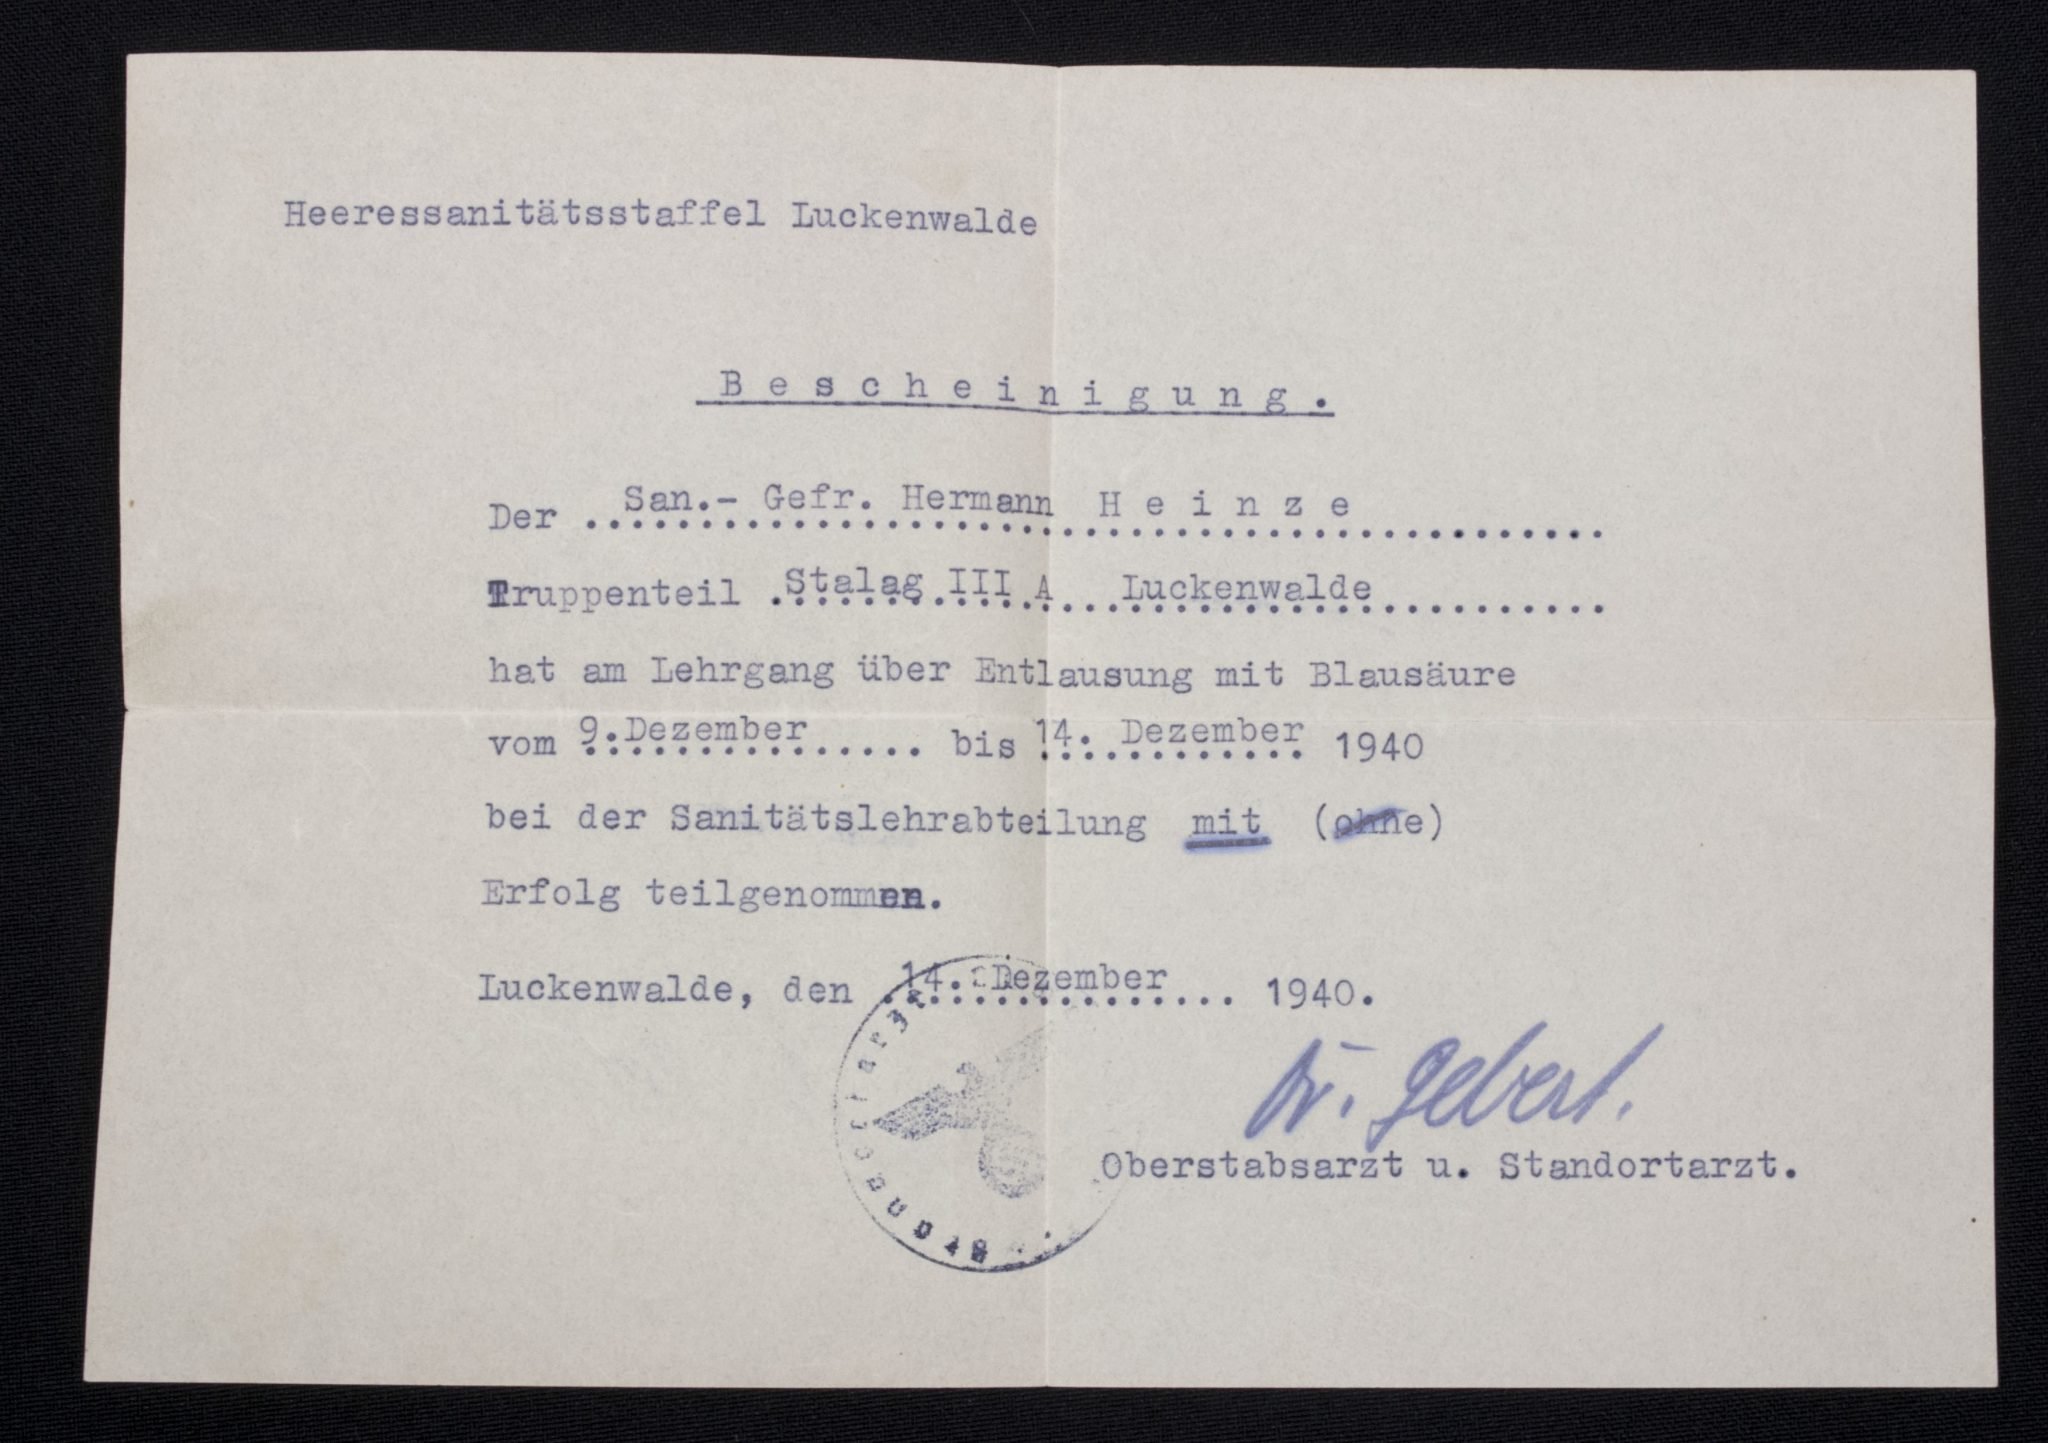 Heeressanitätsstaffel Luckenwalde
Bescheinigung.
Der San.- Gefr. Hermann Heinze
Truppenteil Stalag III A Luckenwalde
hat am Lehrgang über Entlausung mit Blausäure
vom 9. Dezember bis 14. Dezember 1940
bei der Sanitätslehrabteilung mit (ohne)
Erfolg teilgenommen.
Luckenwalde, den 14. Dezember 1940.
Dr. Gebert.
Oberstabsarzt u. Standortarzt.